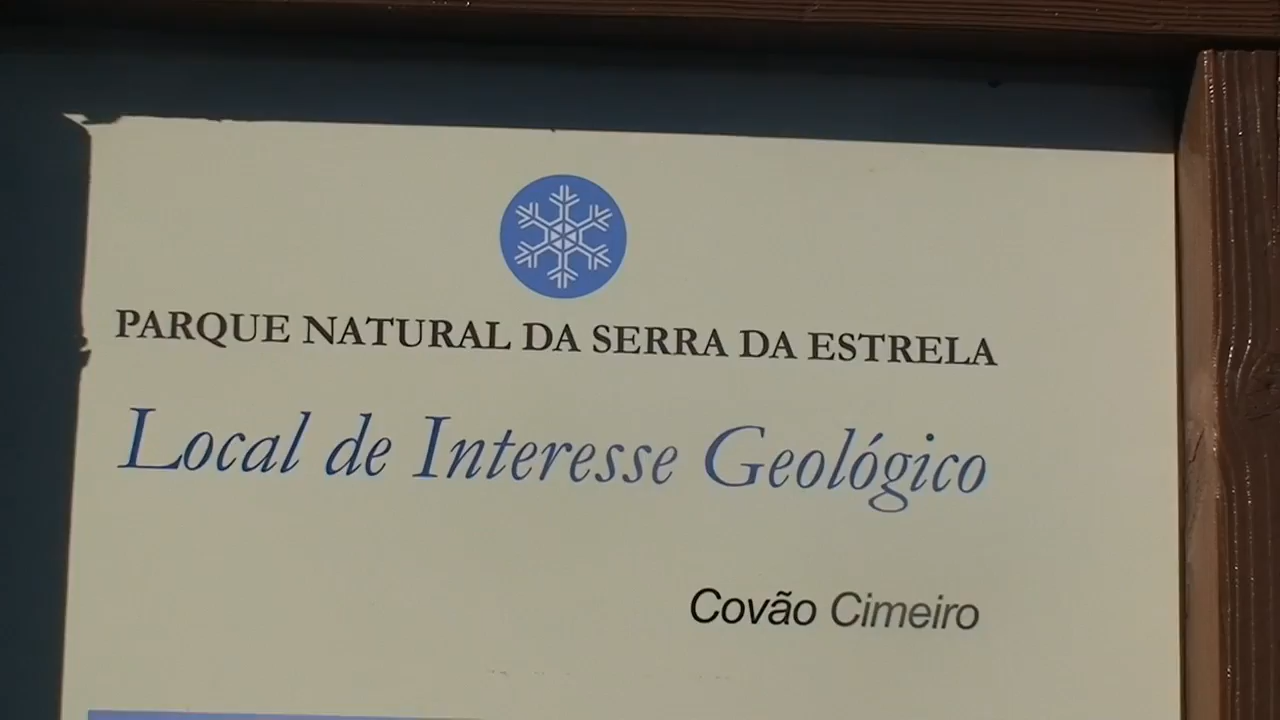 PARQUE NATURAL DA SERRA DA ESTRELA
Local de Interesse Geológico
Covão Cimeiro